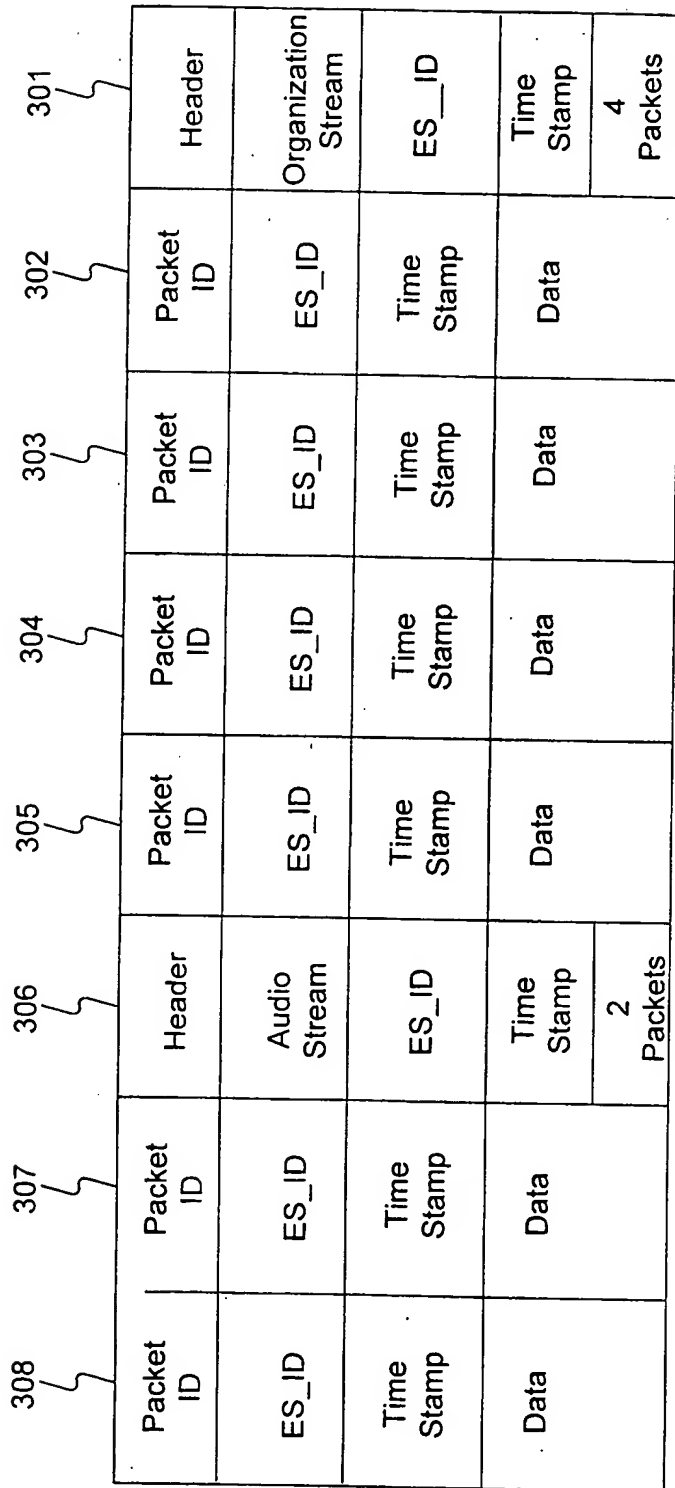 308 307 306 305 304 303 302 301
Packet ID | Packet ID | Header | Packet ID | Packet ID | Packet ID | Packet ID | Header
ES_ID | ES_ID | Audio Stream | ES_ID | ES_ID | ES_ID | ES_ID | Organization Stream
Time Stamp | Time Stamp | ES_ID | Time Stamp | Time Stamp | Time Stamp | Time Stamp | ES_ID
Data | Data | Time Stamp | Data | Data | Data | Data | Time Stamp
2 Packets | 4 Packets